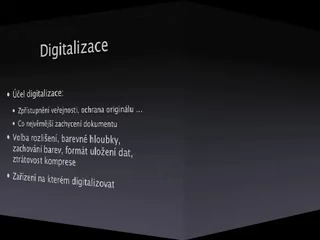 Digitalizace
• Účel digitalizace:
• Zpřístupnění veřejnosti, ochrana originálu ...
• Co nejvěrnější zachycení dokumentu
• Volba rozlišení, barevné hloubky,
zachování barev, formát uložení dat,
ztrátovost komprese
• Zařízení na kterém digitalizovat